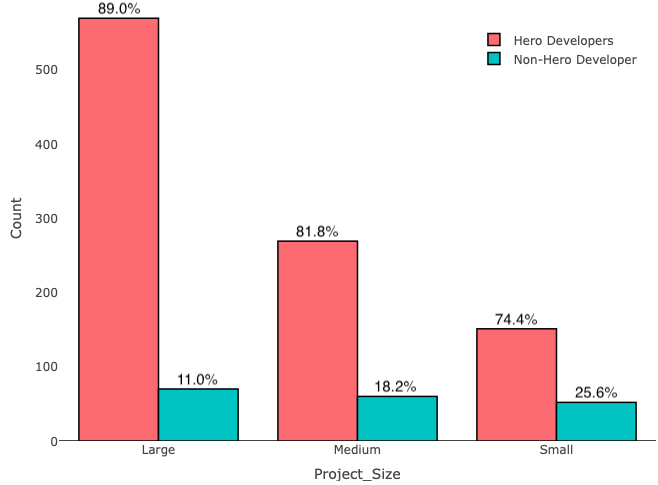 89.0%
Hero Developers
Non-Hero Developer
500
400
81.8%
300
200
74.4%
100
11.0%
18.2%
25.6%
0
Count
Large
Medium
Small
Project_Size